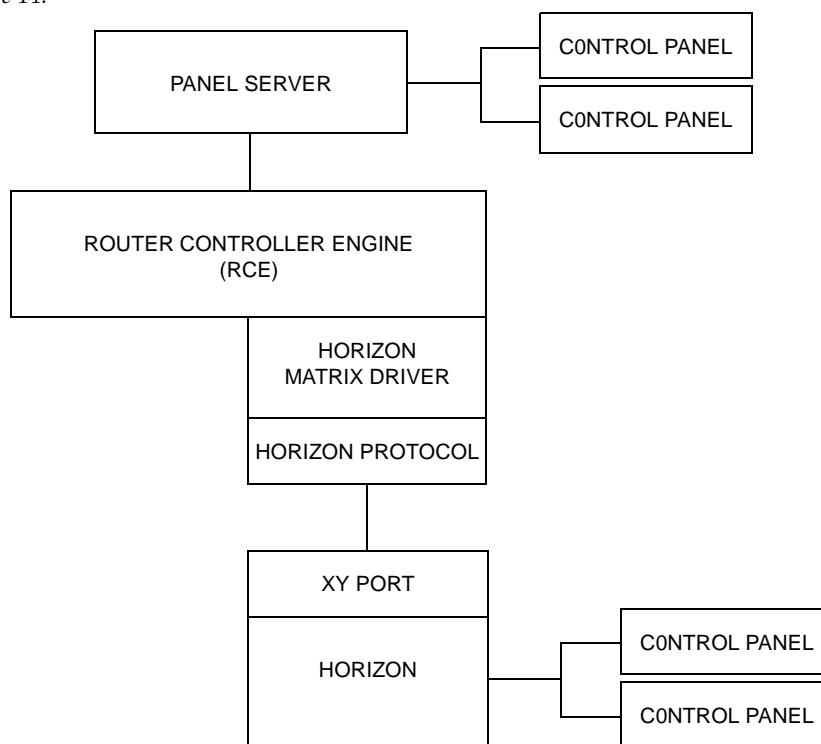 C0NTROL PANEL
PANEL SERVER
C0NTROL PANEL
ROUTER CONTROLLER ENGINE
(RCE)
HORIZON
MATRIX DRIVER
HORIZON PROTOCOL
XY PORT
C0NTROL PANEL
HORIZON
C0NTROL PANEL